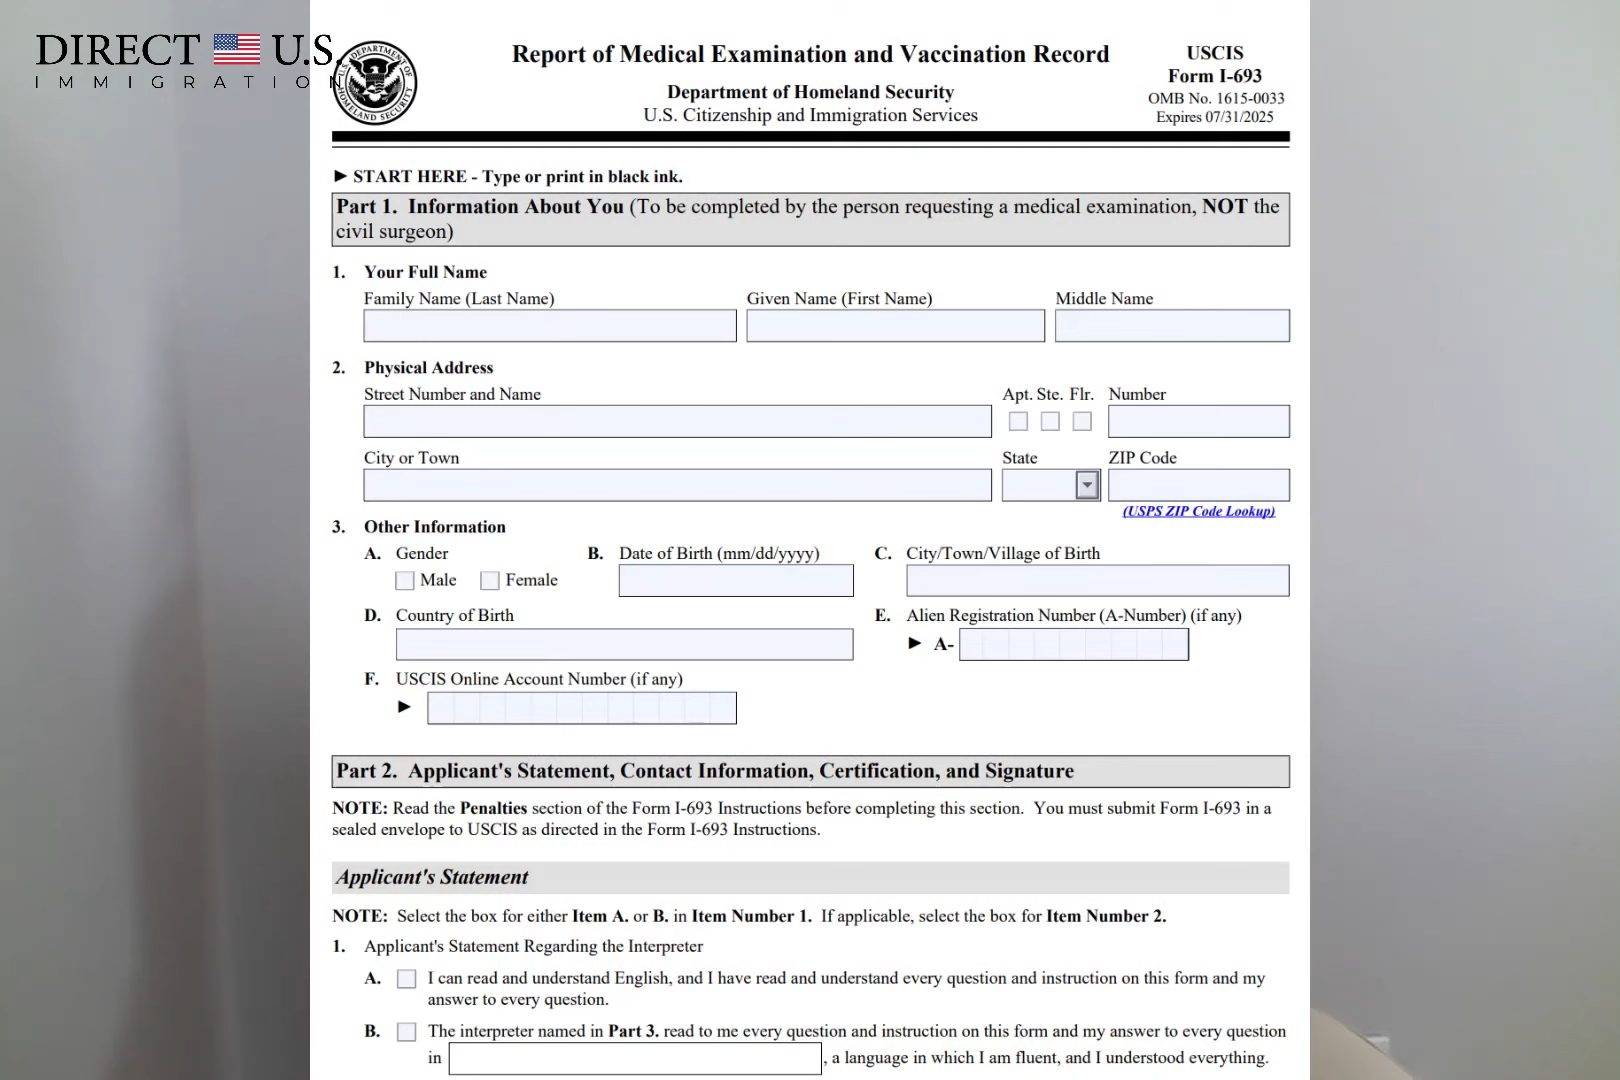 DIRECT U.S.
IMMIGRATION
U.S. DEPARTMENT OF HOMELAND SECURITY
Report of Medical Examination and Vaccination Record
Department of Homeland Security
U.S. Citizenship and Immigration Services
USCIS
Form I-693
OMB No. 1615-0033
Expires 07/31/2025
► START HERE - Type or print in black ink.
Part 1. Information About You (To be completed by the person requesting a medical examination, NOT the
civil surgeon)
1. Your Full Name
Family Name (Last Name) Given Name (First Name) Middle Name
2. Physical Address
Street Number and Name Apt. Ste. Flr. Number
City or Town State ZIP Code
(USPS ZIP Code Lookup)
3. Other Information
A. Gender B. Date of Birth (mm/dd/yyyy) C. City/Town/Village of Birth
Male Female
D. Country of Birth E. Alien Registration Number (A-Number) (if any)
► A-
F. USCIS Online Account Number (if any)
►
Part 2. Applicant's Statement, Contact Information, Certification, and Signature
NOTE: Read the Penalties section of the Form I-693 Instructions before completing this section. You must submit Form I-693 in a
sealed envelope to USCIS as directed in the Form I-693 Instructions.
Applicant's Statement
NOTE: Select the box for either Item A. or B. in Item Number 1. If applicable, select the box for Item Number 2.
1. Applicant's Statement Regarding the Interpreter
A. I can read and understand English, and I have read and understand every question and instruction on this form and my
answer to every question.
B. The interpreter named in Part 3. read to me every question and instruction on this form and my answer to every question
in , a language in which I am fluent, and I understood everything.